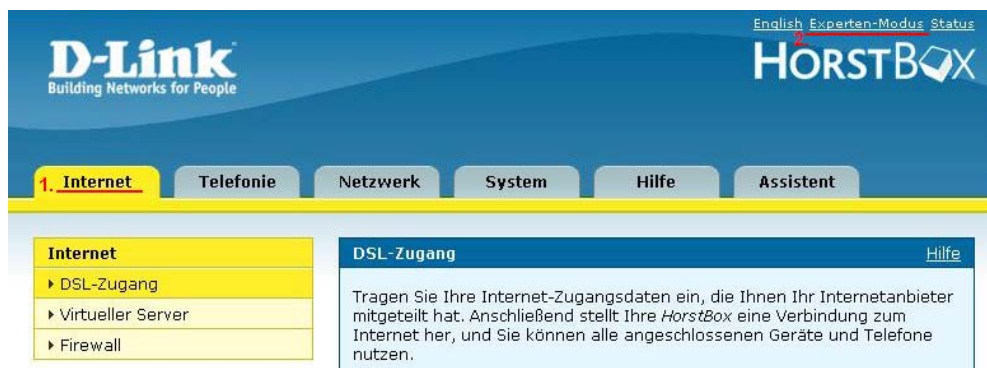 English Experten-Modus Status
2.
D-Link
Building Networks for People
HORSTBOX
1. Internet Telefonie Netzwerk System Hilfe Assistent
Internet
DSL-Zugang
Virtueller Server
Firewall
DSL-Zugang Hilfe
Tragen Sie Ihre Internet-Zugangsdaten ein, die Ihnen Ihr Internetanbieter
mitgeteilt hat. Anschließend stellt Ihre HorstBox eine Verbindung zum
Internet her, und Sie können alle angeschlossenen Geräte und Telefone
nutzen.